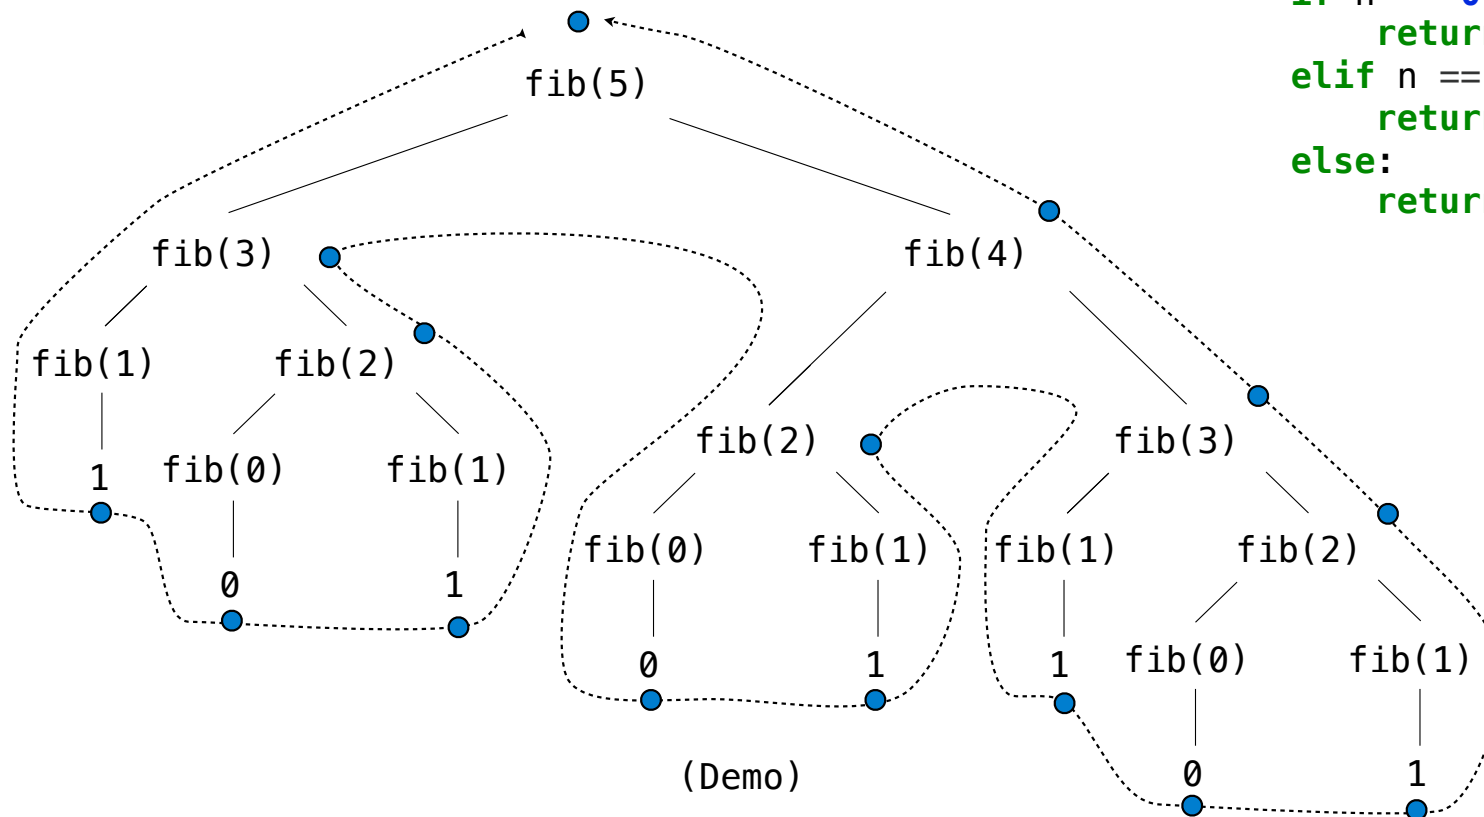 if n
retur
elif n ==
retur
else:
retur
fib(5)
fib(3)
fib(4)
fib(1)
fib(2)
1
fib(0)
fib(1)
0
1
fib(2)
fib(3)
fib(0)
fib(1)
fib(1)
fib(2)
0
1
1
fib(0)
fib(1)
0
1
(Demo)